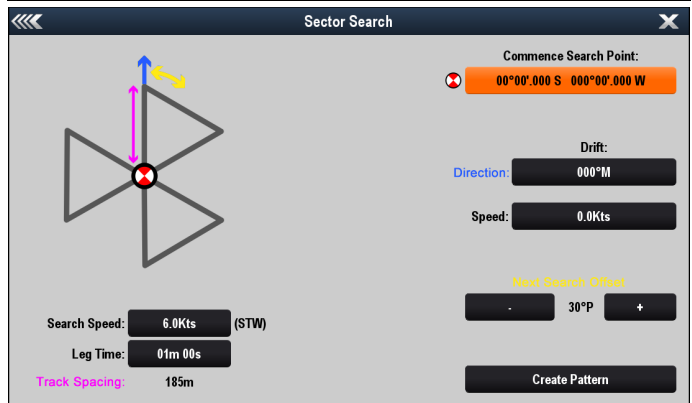 Sector Search
Commence Search Point:
00°00'.000 S 000°00'.000 W
Drift:
Direction: 000°M
Speed: 0.0Kts
Next Search Offset
- 30°P +
Search Speed: 6.0Kts (STW)
Leg Time: 01m 00s
Track Spacing: 185m
Create Pattern